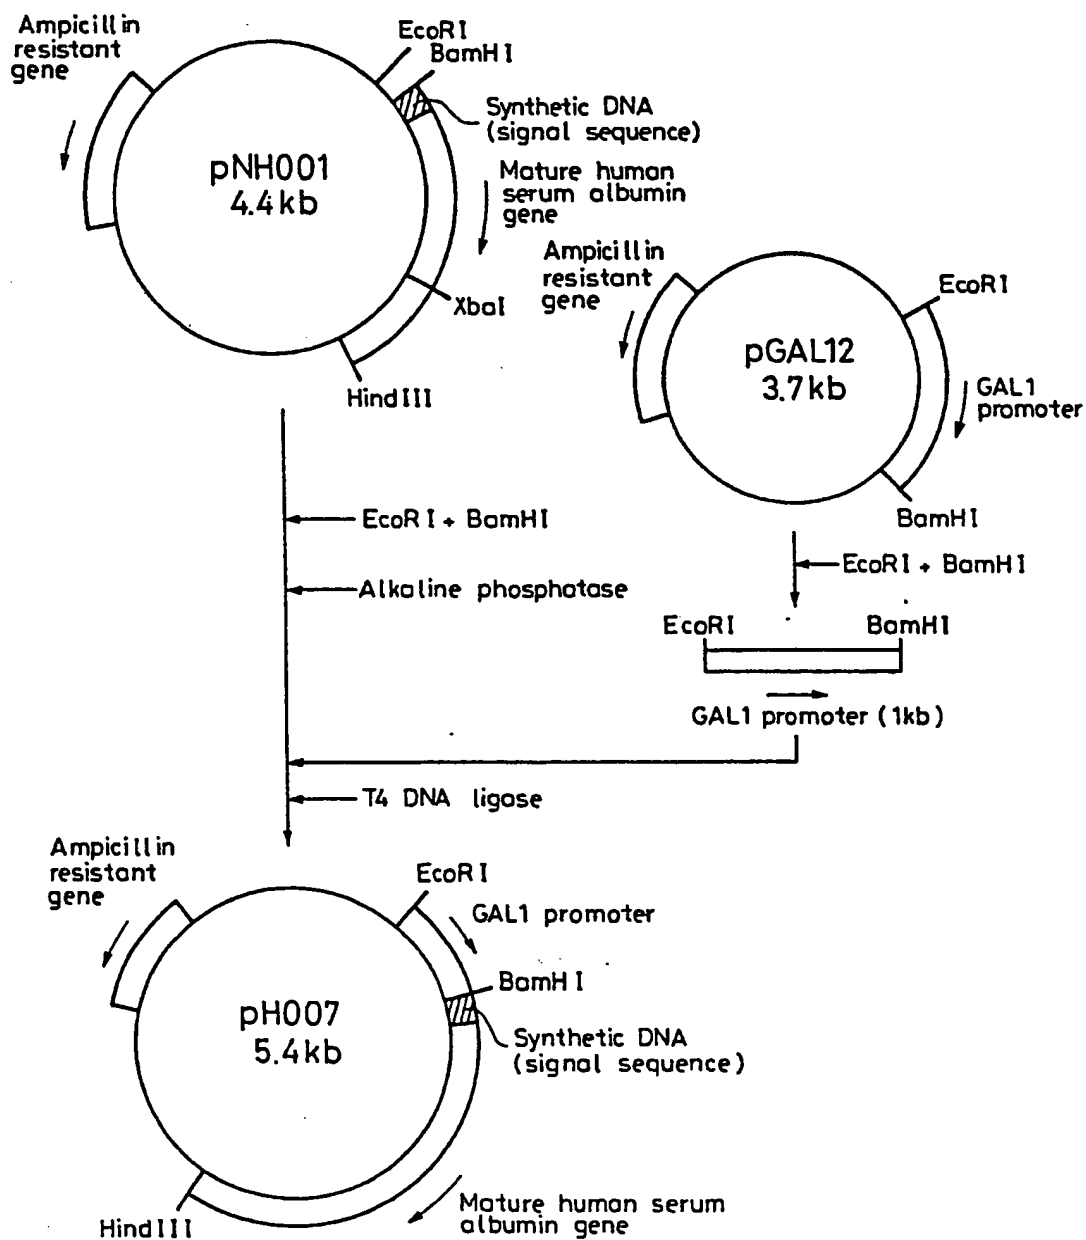 Ampicillin
resistant
gene
EcoRI
BamHI
Synthetic DNA
(signal sequence)
pNH001
4.4kb
Mature human
serum albumin
gene
XbaI
HindIII
Ampicillin
resistant
gene
EcoRI
pGAL12
3.7kb
GAL1
promoter
BamHI
EcoRI + BamHI
Alkaline phosphatase
EcoRI + BamHI
EcoRI
BamHI
GAL1 promoter (1kb)
T4 DNA ligase
Ampicillin
resistant
gene
EcoRI
GAL1 promoter
BamHI
pH007
5.4kb
Synthetic DNA
(signal sequence)
HindIII
Mature human serum
albumin gene